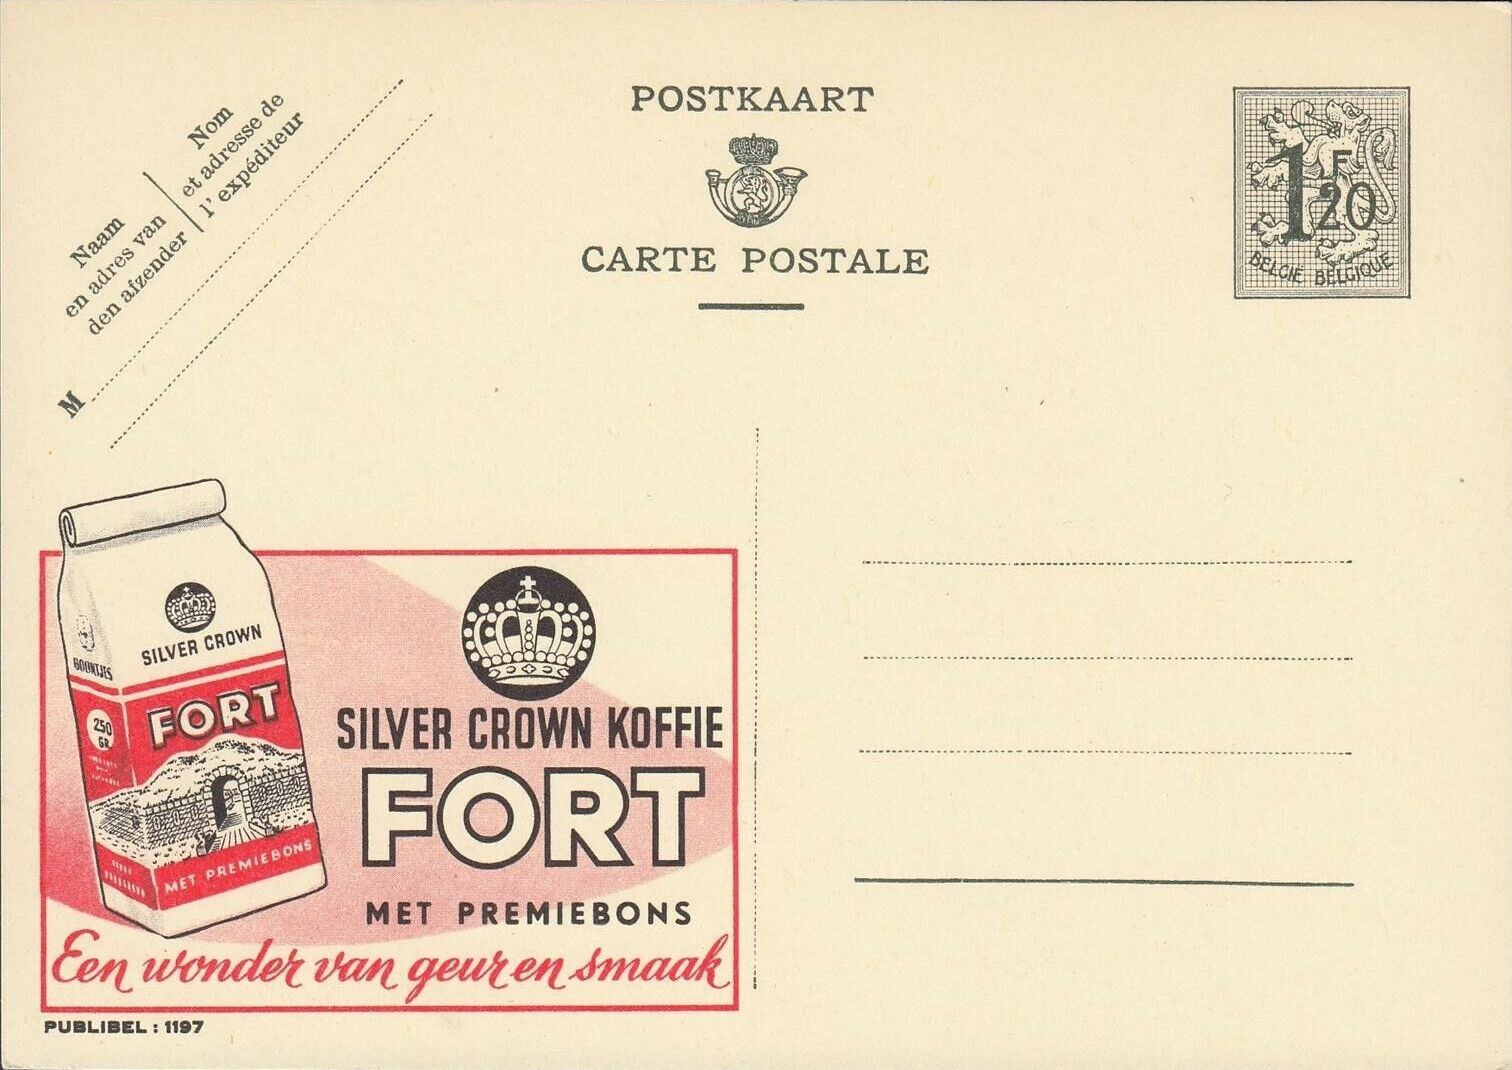 POSTKAART
CARTE POSTALE
Naam
en adres van
den afzender
Nom
et adresse de
l' expéditeur
M
1F20
BELGIË BELGIQUE
SILVER CROWN
BOONTJES
250
GR
FORT
MET PREMIEBONS
SILVER CROWN KOFFIE
FORT
MET PREMIEBONS
Een wonder van geur en smaak
PUBLIBEL : 1197